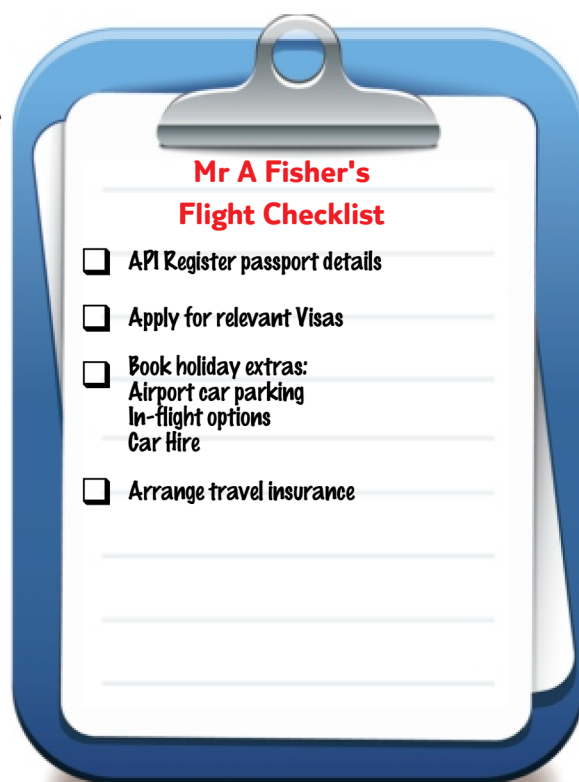 Mr A Fisher's
Flight Checklist
API Register passport details
Apply for relevant Visas
Book holiday extras:
Airport car parking
In-flight options
Car Hire
Arrange travel insurance